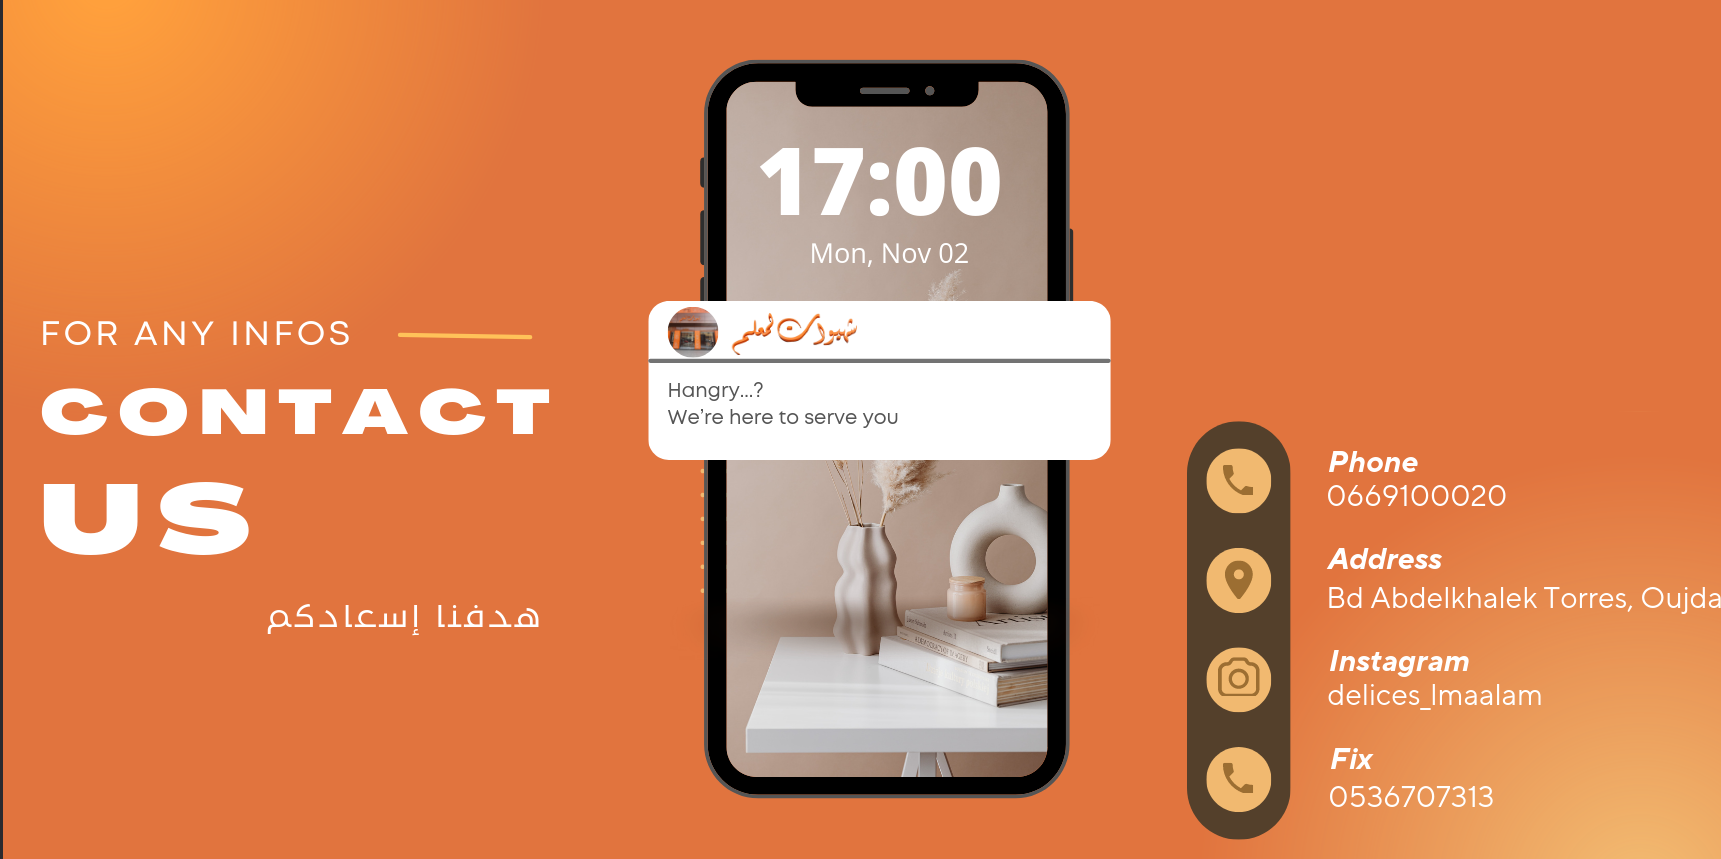 FOR ANY INFOS
CONTACT
US
هدفنا إسعادكم
17:00
Mon, Nov 02
شهيوات لمعلم
Hangry...?
We're here to serve you
Phone
0669100020
Address
Bd Abdelkhalek Torres, Oujda
Instagram
delices_lmaalam
Fix
0536707313